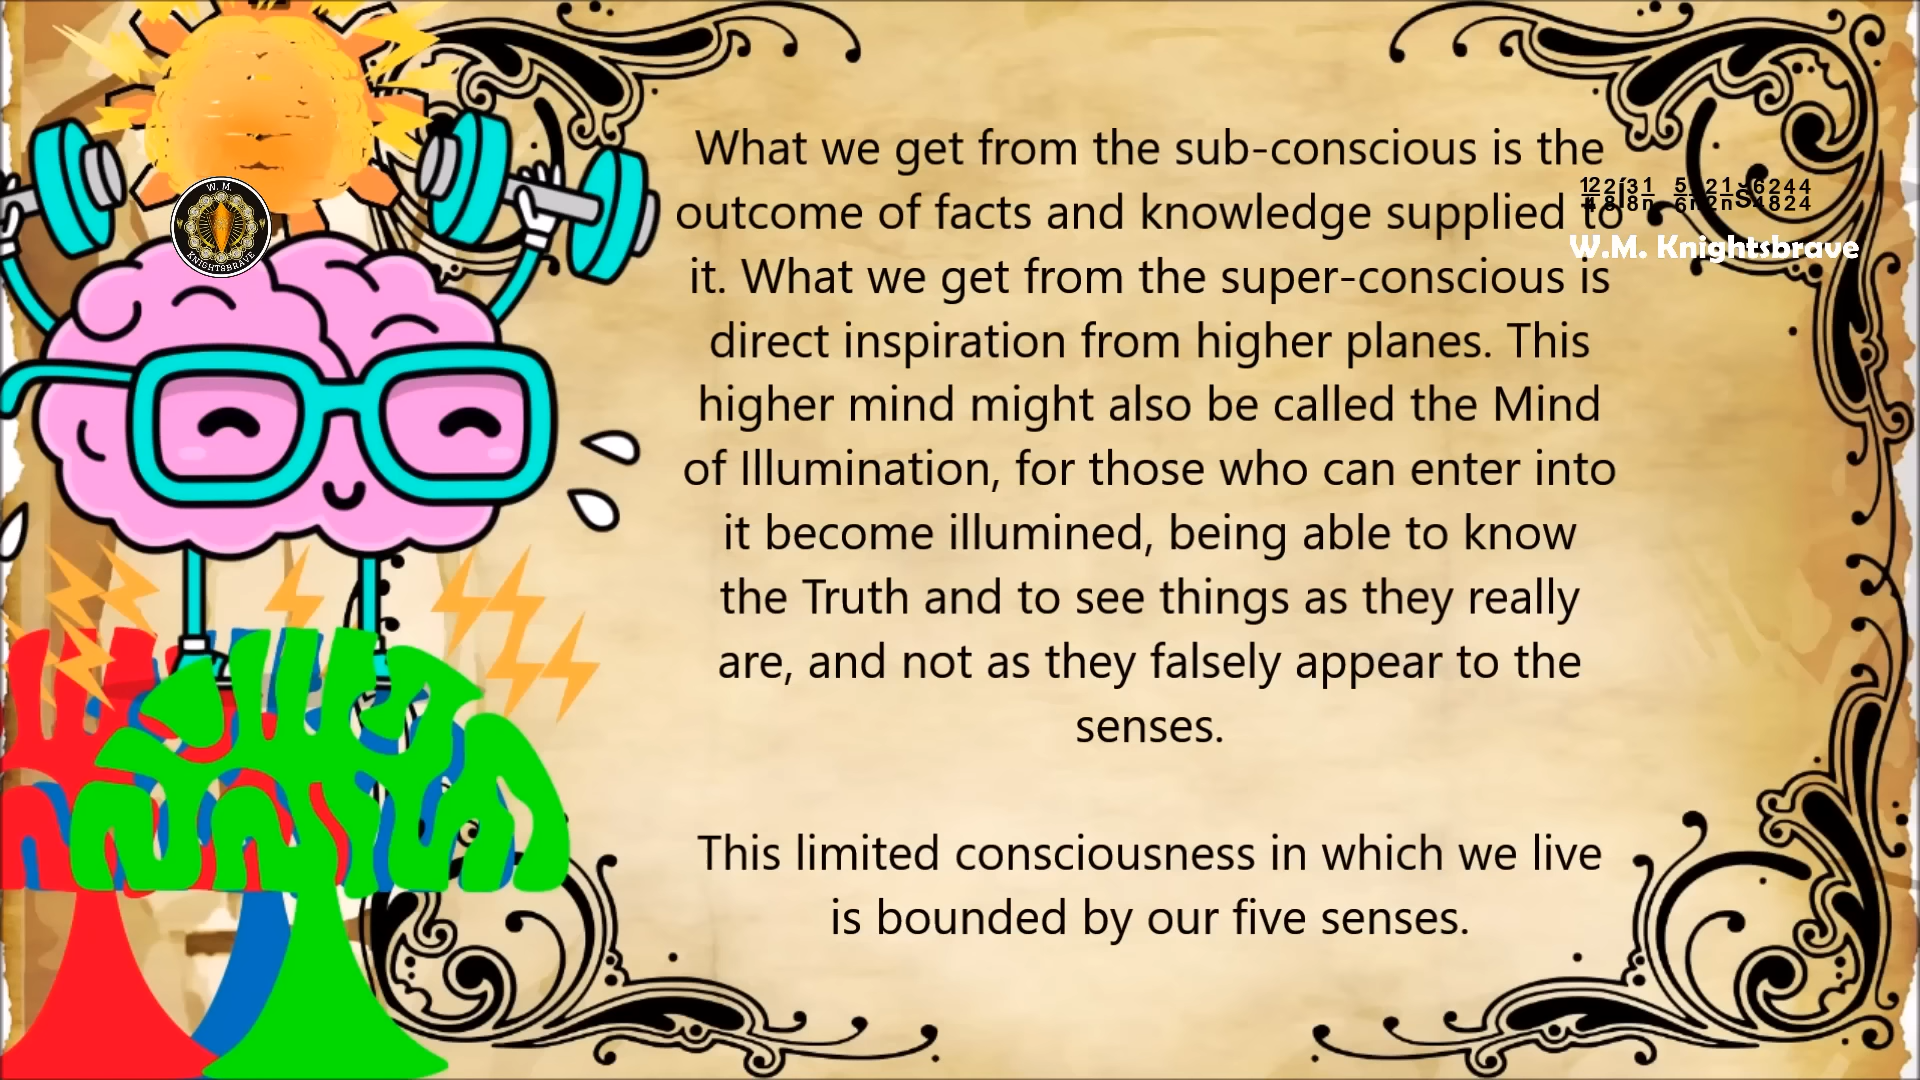 W. M.
KNIGHTSBRAVE
What we get from the sub-conscious is the
outcome of facts and knowledge supplied to
it. What we get from the super-conscious is
direct inspiration from higher planes. This
higher mind might also be called the Mind
of Illumination, for those who can enter into
it become illumined, being able to know
the Truth and to see things as they really
are, and not as they falsely appear to the
senses.
This limited consciousness in which we live
is bounded by our five senses.
W.M. Knightsbrave